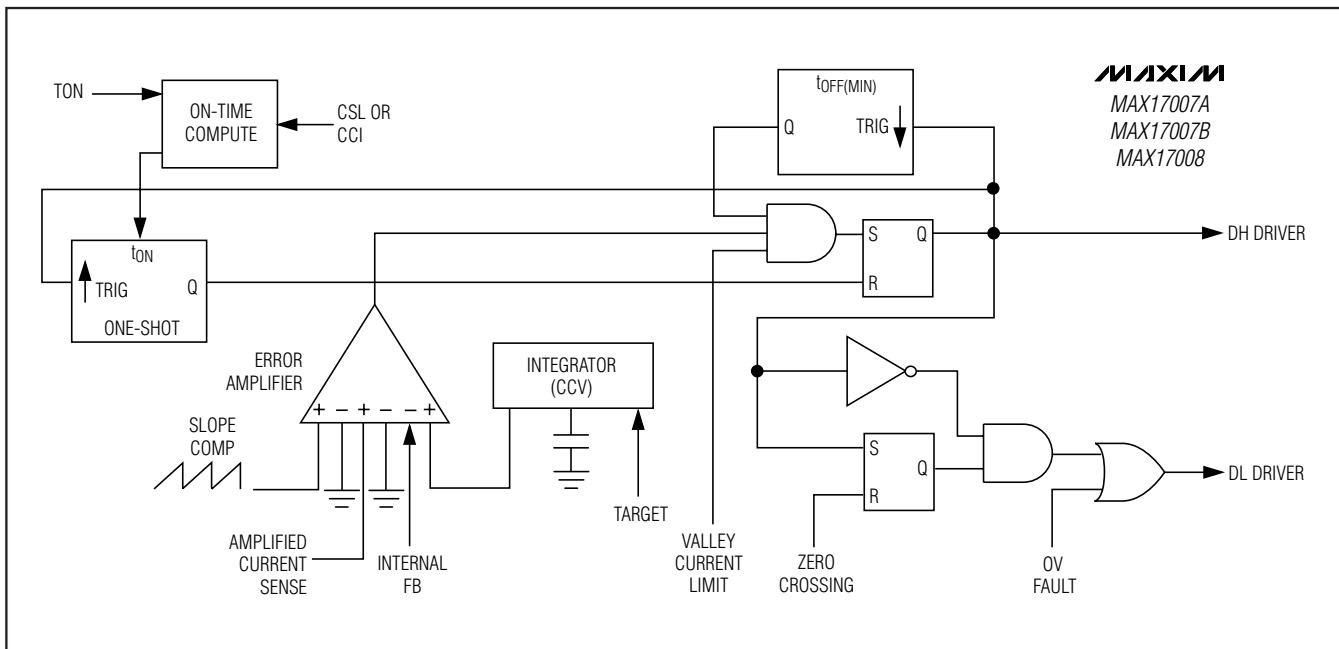 TON
ON-TIME
COMPUTE
CSL OR
CCI
tOFF(MIN)
Q
TRIG
MAXIM
MAX17007A
MAX17007B
MAX17008
tON
TRIG
Q
ONE-SHOT
S
Q
R
DH DRIVER
ERROR
AMPLIFIER
+ – + – – +
INTEGRATOR
(CCV)
SLOPE
COMP
AMPLIFIED
CURRENT
SENSE
INTERNAL
FB
TARGET
VALLEY
CURRENT
LIMIT
S
Q
R
ZERO
CROSSING
OV
FAULT
DL DRIVER